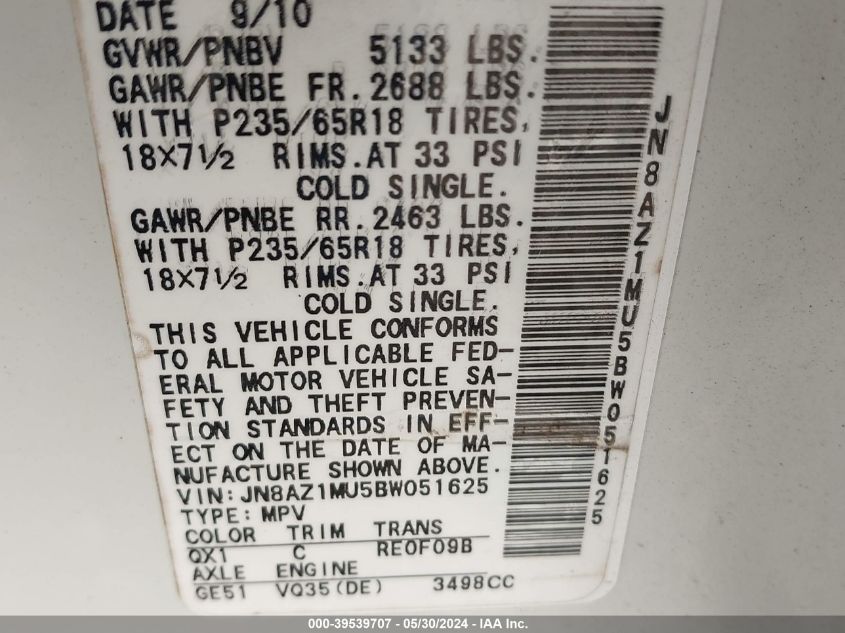 DATE 9/10
GVWR/PNBV 5133 LBS.
GAWR/PNBE FR. 2688 LBS.
WITH P235/65R18 TIRES,
18X7 1/2 RIMS. AT 33 PSI
COLD SINGLE.
GAWR/PNBE RR. 2463 LBS.
WITH P235/65R18 TIRES,
18X7 1/2 RIMS. AT 33 PSI
COLD SINGLE.
THIS VEHICLE CONFORMS
TO ALL APPLICABLE FED-
ERAL MOTOR VEHICLE SA-
FETY AND THEFT PREVEN-
TION STANDARDS IN EFF-
ECT ON THE DATE OF MA-
NUFACTURE SHOWN ABOVE.
VIN: JN8AZ1MU5BW051625
TYPE: MPV
COLOR TRIM TRANS
QX1 C RE0F09B
AXLE ENGINE
GE51 VQ35(DE) 3498CC
JN8AZ1MU5BW051625
000-39539707 - 05/30/2024 - IAA Inc.